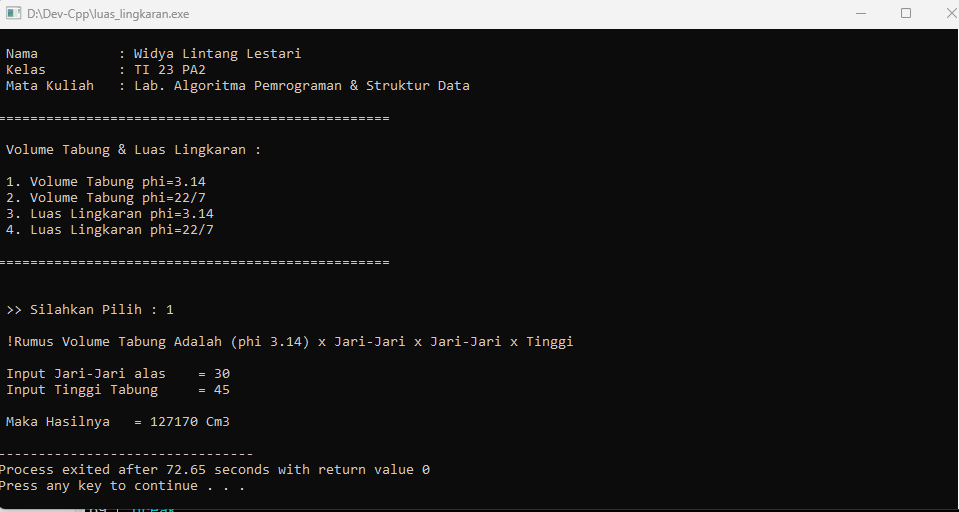 D:\Dev-Cpp\luas_lingkaran.exe
Nama : Widya Lintang Lestari
Kelas : TI 23 PA2
Mata Kuliah : Lab. Algoritma Pemrograman & Struktur Data
=================================================
Volume Tabung & Luas Lingkaran :
1. Volume Tabung phi=3.14
2. Volume Tabung phi=22/7
3. Luas Lingkaran phi=3.14
4. Luas Lingkaran phi=22/7
=================================================
>> Silahkan Pilih : 1
!Rumus Volume Tabung Adalah (phi 3.14) x Jari-Jari x Jari-Jari x Tinggi
Input Jari-Jari alas = 30
Input Tinggi Tabung = 45
Maka Hasilnya = 127170 Cm3
--------------------------------
Process exited after 72.65 seconds with return value 0
Press any key to continue . . .